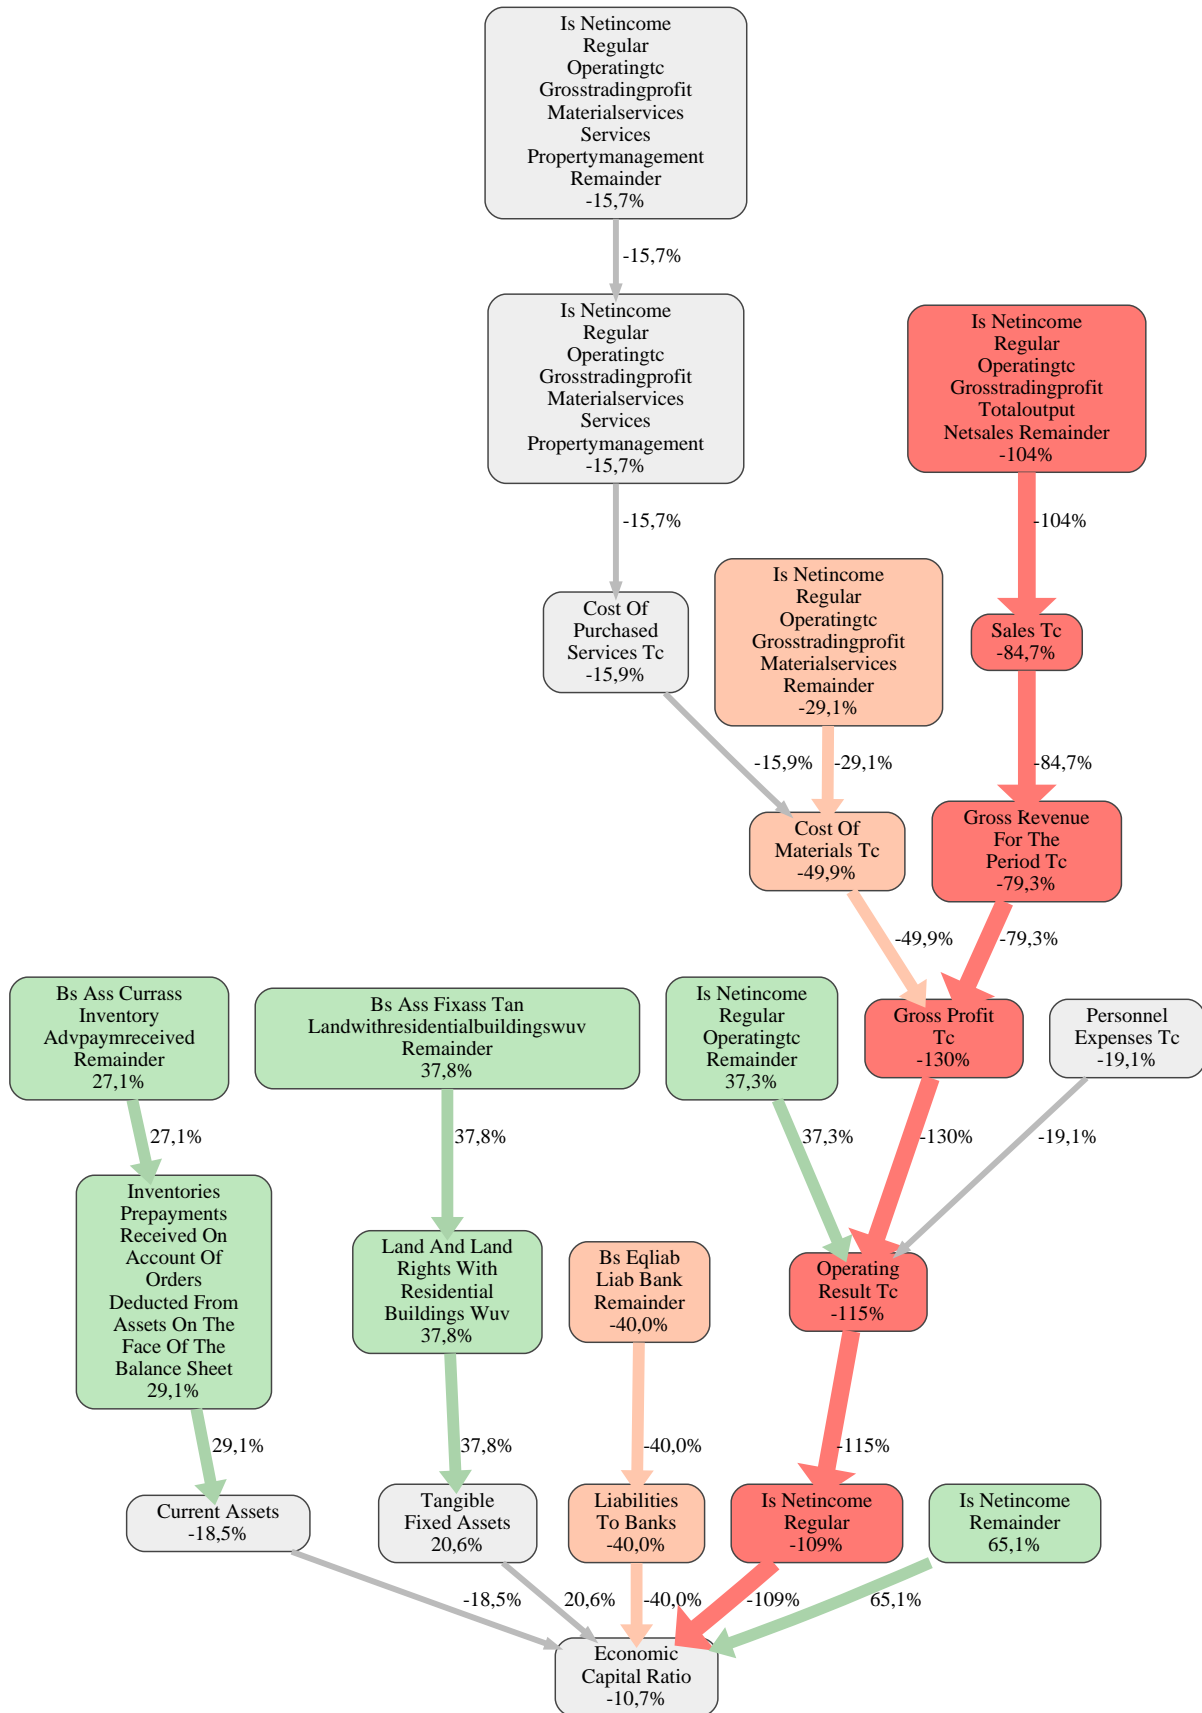 Is Netincome
Regular
Operatingtc
Grosstradingprofit
Materialservices
Services
Propertymanagement
Remainder
-15,7%
-15,7%
Is Netincome
Regular
Operatingtc
Grosstradingprofit
Materialservices
Services
Propertymanagement
-15,7%
Is Netincome
Regular
Operatingtc
Grosstradingprofit
Totaloutput
Netsales Remainder
-104%
-15,7%
-104%
Cost Of
Purchased
Services Tc
-15,9%
Is Netincome
Regular
Operatingtc
Grosstradingprofit
Materialservices
Remainder
-29,1%
Sales Tc
-84,7%
-15,9%
-29,1%
-84,7%
Cost Of
Materials Tc
-49,9%
Gross Revenue
For The
Period Tc
-79,3%
-49,9%
-79,3%
Bs Ass Currass
Inventory
Advpaymreceived
Remainder
27,1%
Bs Ass Fixass Tan
Landwithresidentialbuildingswuv
Remainder
37,8%
Is Netincome
Regular
Operatingtc
Remainder
37,3%
Gross Profit
Tc
-130%
Personnel
Expenses Tc
-19,1%
27,1%
37,8%
37,3%
-130%
-19,1%
Inventories
Prepayments
Received On
Account Of
Orders
Deducted From
Assets On The
Face Of The
Balance Sheet
29,1%
Land And Land
Rights With
Residential
Buildings Wuv
37,8%
Bs Eqliab
Liab Bank
Remainder
-40,0%
Operating
Result Tc
-115%
29,1%
37,8%
-40,0%
-115%
Current Assets
-18,5%
Tangible
Fixed Assets
20,6%
Liabilities
To Banks
-40,0%
Is Netincome
Regular
-109%
Is Netincome
Remainder
65,1%
-18,5%
20,6%
-40,0%
-109%
65,1%
Economic
Capital Ratio
-10,7%